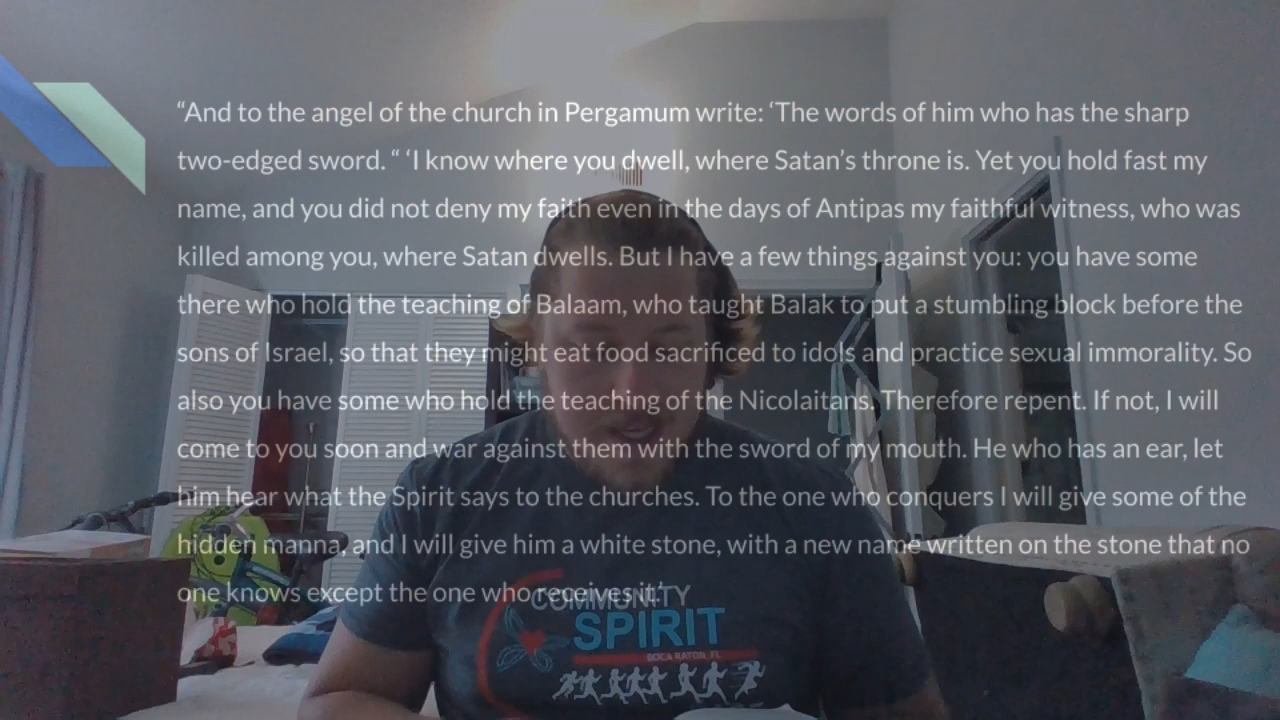 “And to the angel of the church in Pergamum write: ‘The words of him who has the sharp
two-edged sword. “ ‘I know where you dwell, where Satan’s throne is. Yet you hold fast my
name, and you did not deny my faith even in the days of Antipas my faithful witness, who was
killed among you, where Satan dwells. But I have a few things against you: you have some
there who hold the teaching of Balaam, who taught Balak to put a stumbling block before the
sons of Israel, so that they might eat food sacrificed to idols and practice sexual immorality. So
also you have some who hold the teaching of the Nicolaitans. Therefore repent. If not, I will
come to you soon and war against them with the sword of my mouth. He who has an ear, let
him hear what the Spirit says to the churches. To the one who conquers I will give some of the
hidden manna, and I will give him a white stone, with a new name written on the stone that no
one knows except the one who receives it.’
COMMUNITY
SPIRIT
BOCA RATON, FL